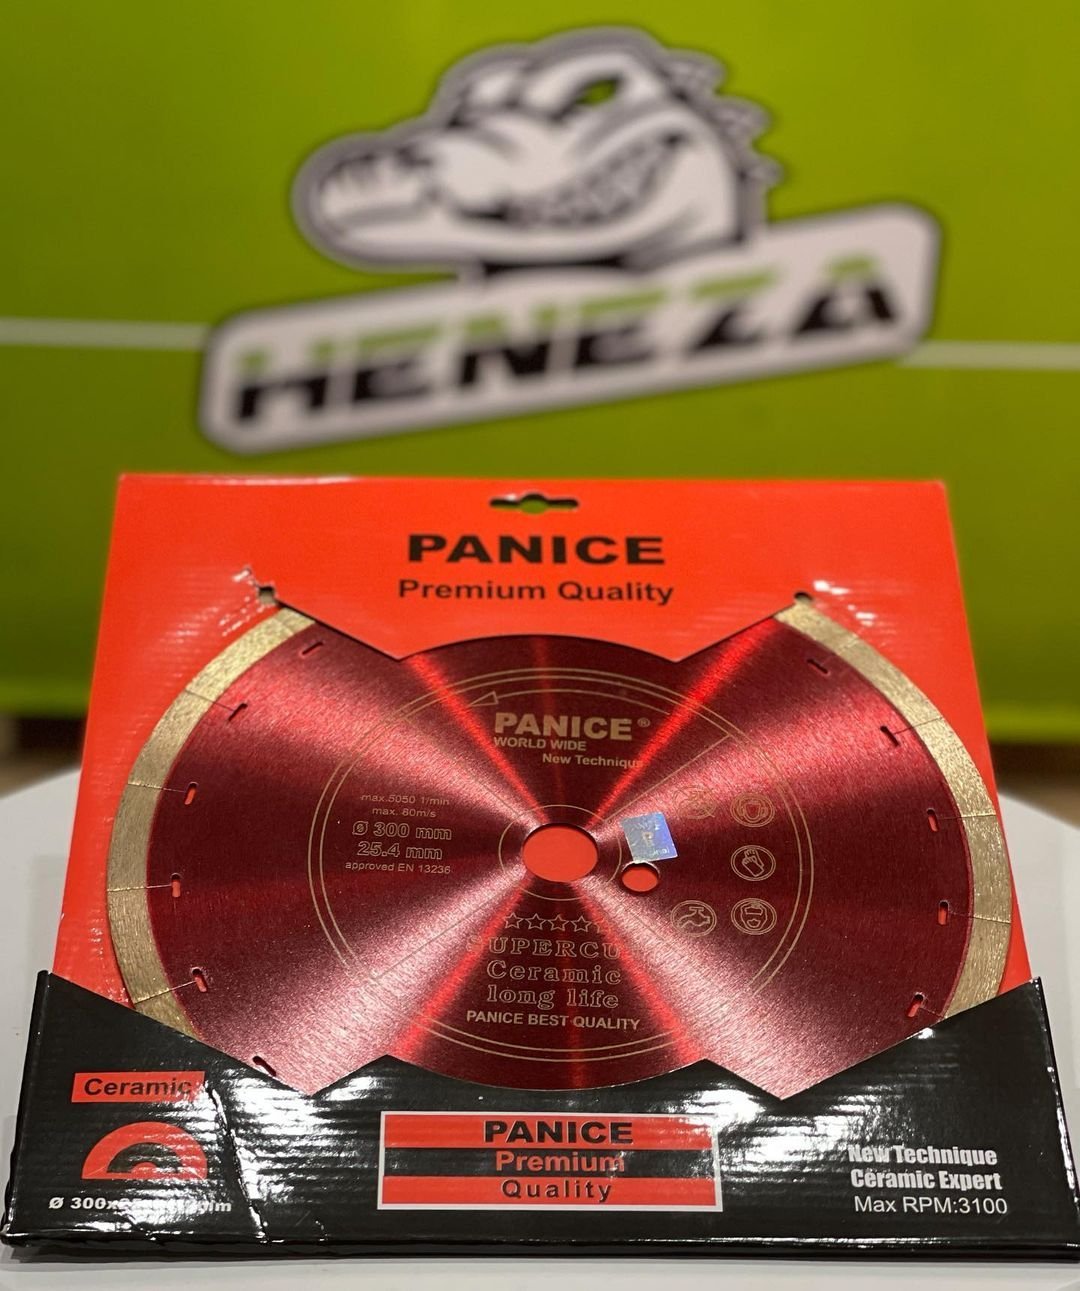 HENEZA
PANICE
Premium Quality
PANICE®
WORLD WIDE
New Technique
max.5050 1/min
max. 80m/s
Ø 300 mm
25.4 mm
approved EN 13236
SUPERCU
Ceramic
long life
PANICE BEST QUALITY
Ceramic
PANICE
Premium
Quality
New Technique
Ceramic Expert
Max RPM:3100